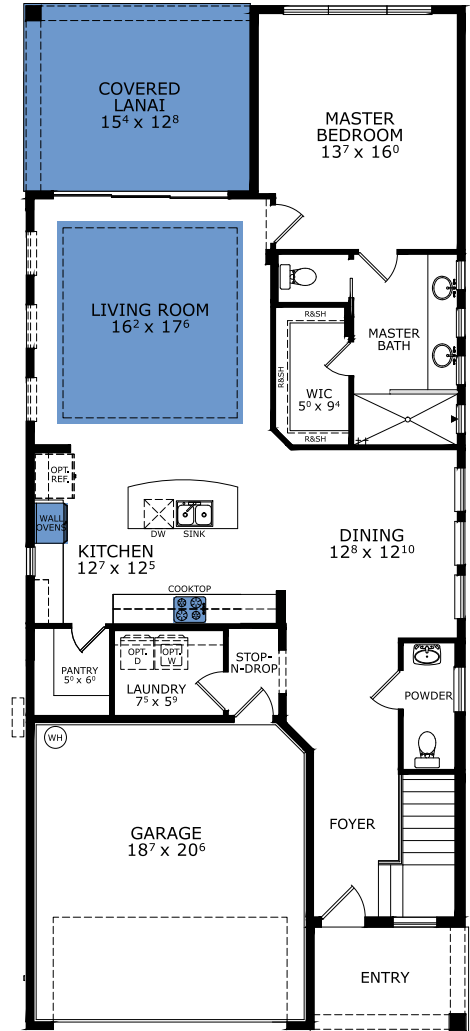 COVERED
LANAI
15⁴ x 12⁸
MASTER
BEDROOM
13⁷ x 16⁰
LIVING ROOM
16² x 17⁶
R&SH
MASTER
BATH
R&SH
WIC
5⁰ x 9⁴
R&SH
OPT.
REF.
WALL
OVENS
DW
SINK
KITCHEN
12⁷ x 12⁵
DINING
12⁸ x 12¹⁰
COOKTOP
PANTRY
5⁰ x 6⁰
OPT.
D
OPT.
W
LAUNDRY
7⁵ x 5⁹
STOP-
N-DROP
POWDER
WH
GARAGE
18⁷ x 20⁶
FOYER
ENTRY